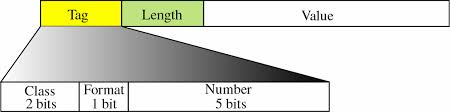 Tag Length Value
Class Format Number
2 bits 1 bit 5 bits